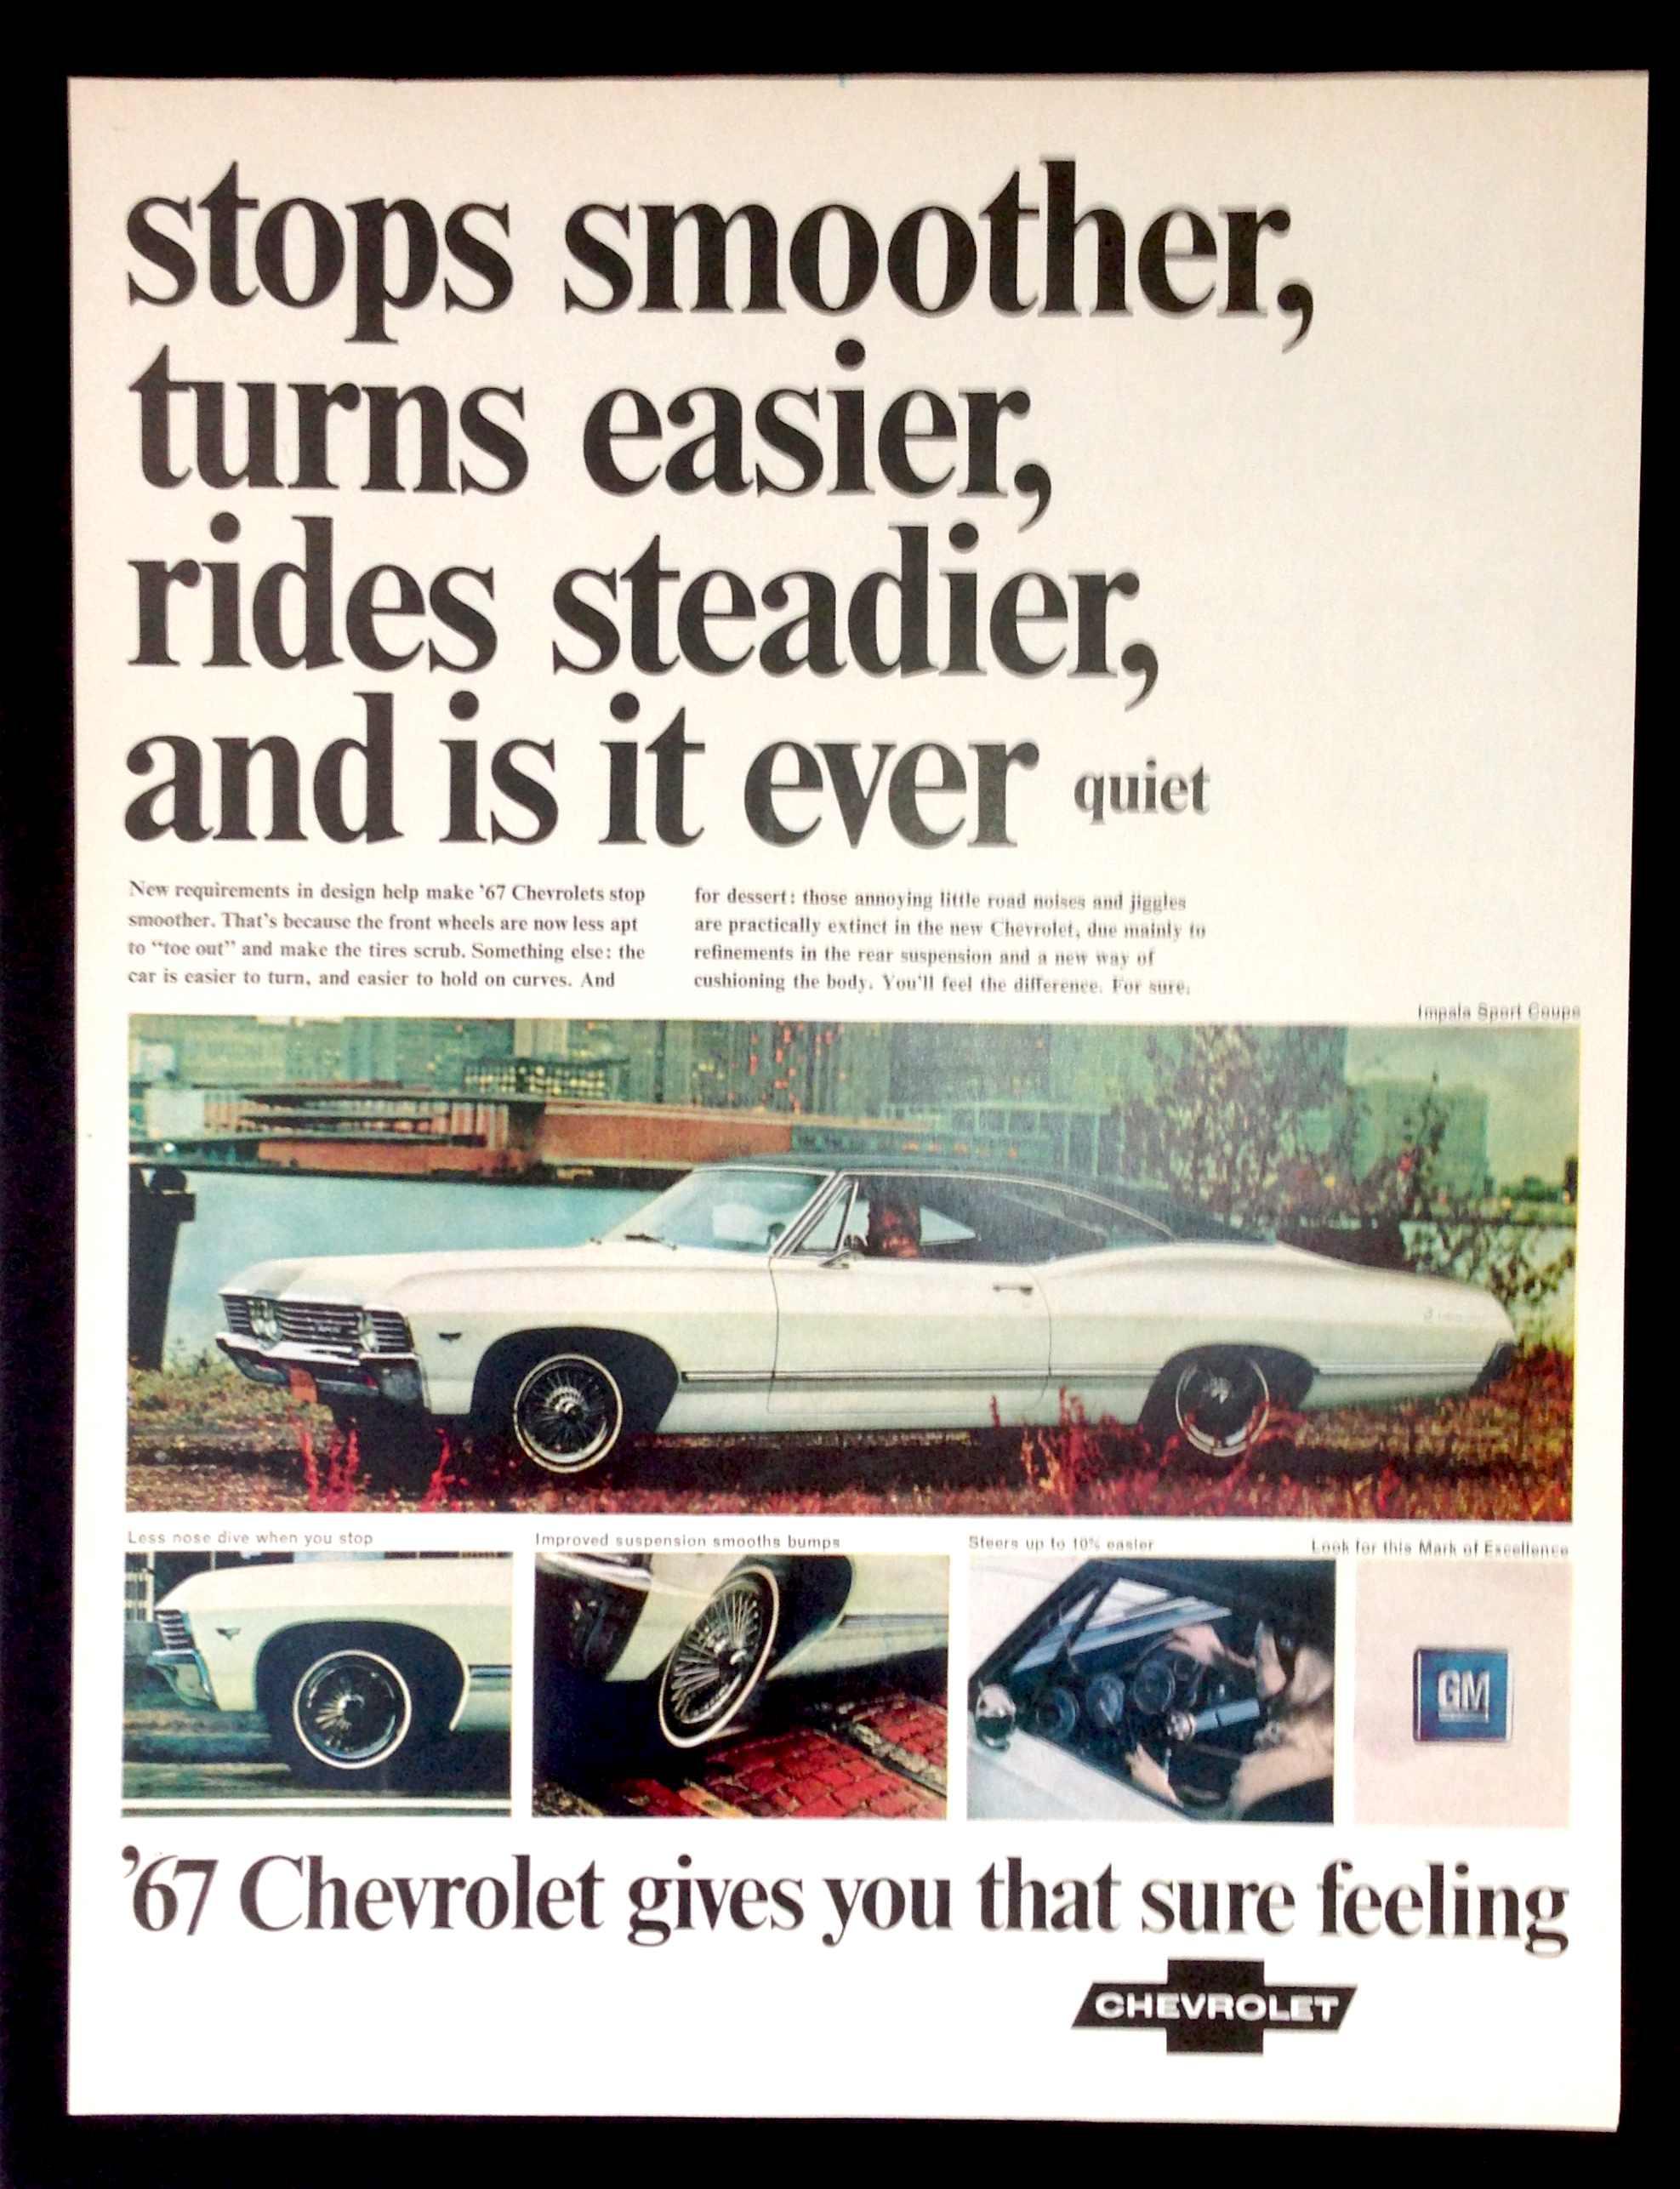 stops smoother,
turns easier,
rides steadier,
and is it ever quiet
New requirements in design help make ’67 Chevrolets stop
smoother. That’s because the front wheels are now less apt
to “toe out” and make the tires scrub. Something else: the
car is easier to turn, and easier to hold on curves. And
for dessert: those annoying little road noises and jiggles
are practically extinct in the new Chevrolet, due mainly to
refinements in the rear suspension and a new way of
cushioning the body. You’ll feel the difference. For sure.
Impala Sport Coupe
Less nose dive when you stop
Improved suspension smooths bumps
Steers up to 10% easier
Look for this Mark of Excellence
GM
’67 Chevrolet gives you that sure feeling
CHEVROLET